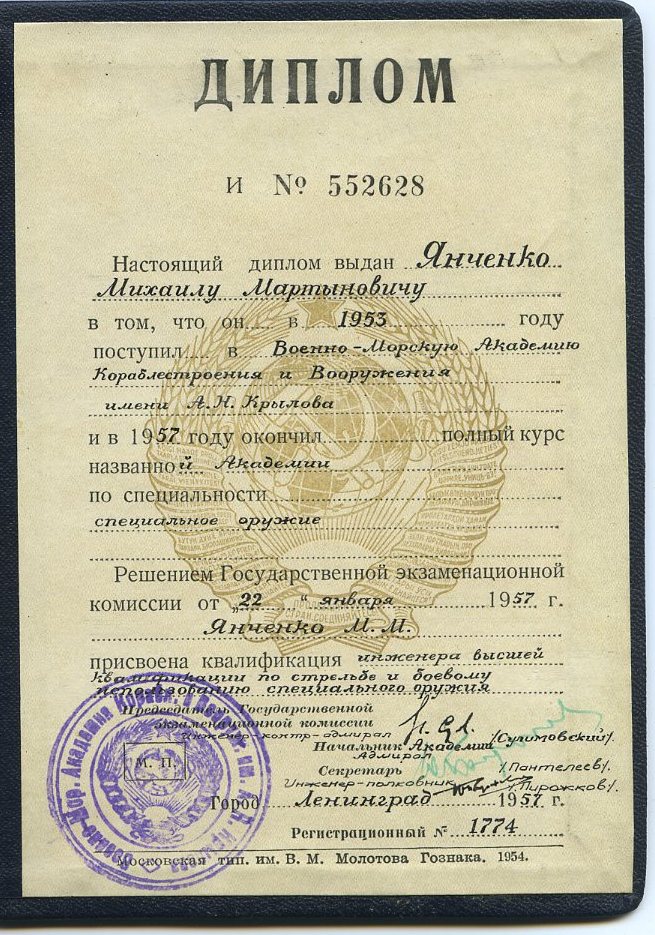 ДИПЛОМ
И № 552628
Настоящий диплом выдан Янченко
Михаилу Мартыновичу
в том, что он в 1953 году
поступил в Военно-Морскую Академию
Кораблестроения и Вооружения
имени А.Н. Крылова
и в 1957 году окончил полный курс
названной Академии
по специальности
специальное оружие
Решением Государственной экзаменационной
комиссии от „22“ января 1957 г.
Янченко М.М.
присвоена квалификация инженера высшей
квалификации по стрельбе и боевому
использованию специального оружия
Председатель Государственной
экзаменационной комиссии
Инженер-контр-адмирал /Сулимовский/
Начальник Академии
Адмирал /Пантелеев/
Секретарь
Инженер-полковник /Пирожков/
М. П.
Город Ленинград 1957 г.
Регистрационный № 1774
Московская тип. им. В. М. Молотова Гознака. 1954.